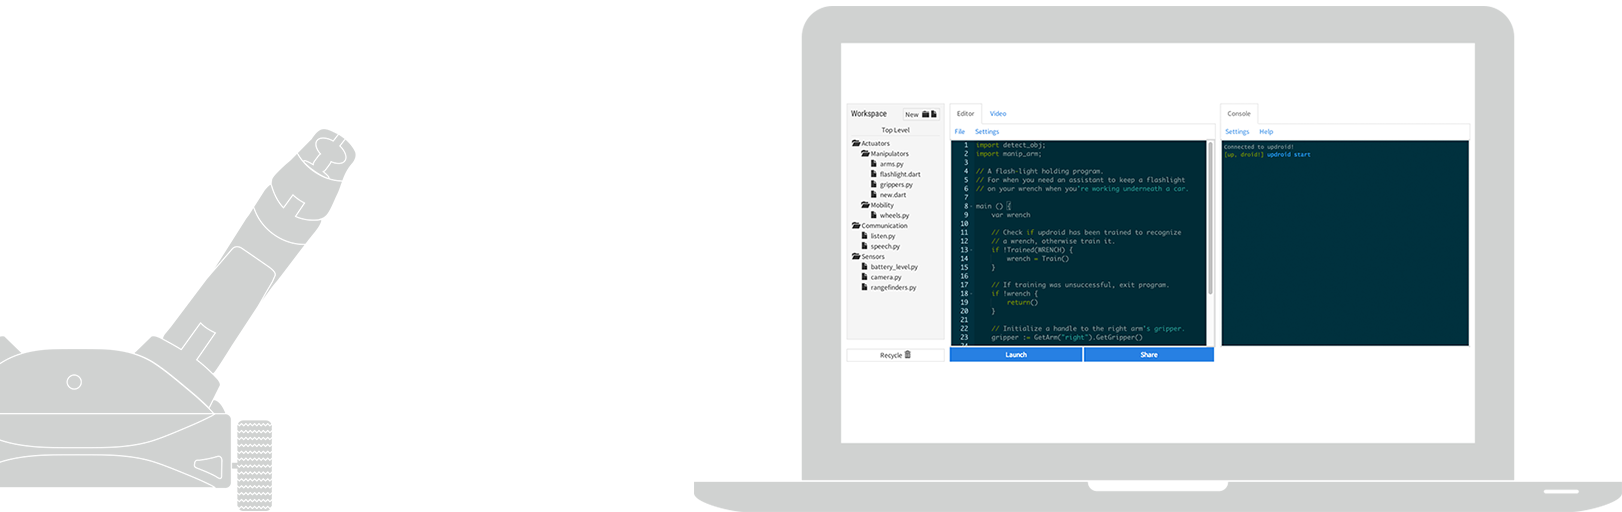 Workspace
New
Top Level
Actuators
Manipulators
arms.py
flashlight.dart
grippers.py
new.dart
Mobility
wheels.py
Communication
listen.py
speech.py
Sensors
battery_level.py
camera.py
rangefinders.py
Recycle
Editor Video
File Settings
1 import detect_obj;
2 import manip_arm;
3
4 // A flash-light holding program.
5 // For when you need an assistant to keep a flashlight
6 // on your wrench when you're working underneath a car.
7
8 main () {
9 var wrench
10
11 // Check if updroid has been trained to recognize
12 // a wrench, otherwise train it.
13 if !Trained(WRENCH) {
14 wrench = Train()
15 }
16
17 // If training was unsuccessful, exit program.
18 if !wrench {
19 return()
20 }
21
22 // Initialize a handle to the right arm's gripper.
23 gripper := GetArm("right").GetGripper()
Launch Share
Console
Settings Help
Connected to updroid!
[up, droid!] updroid start